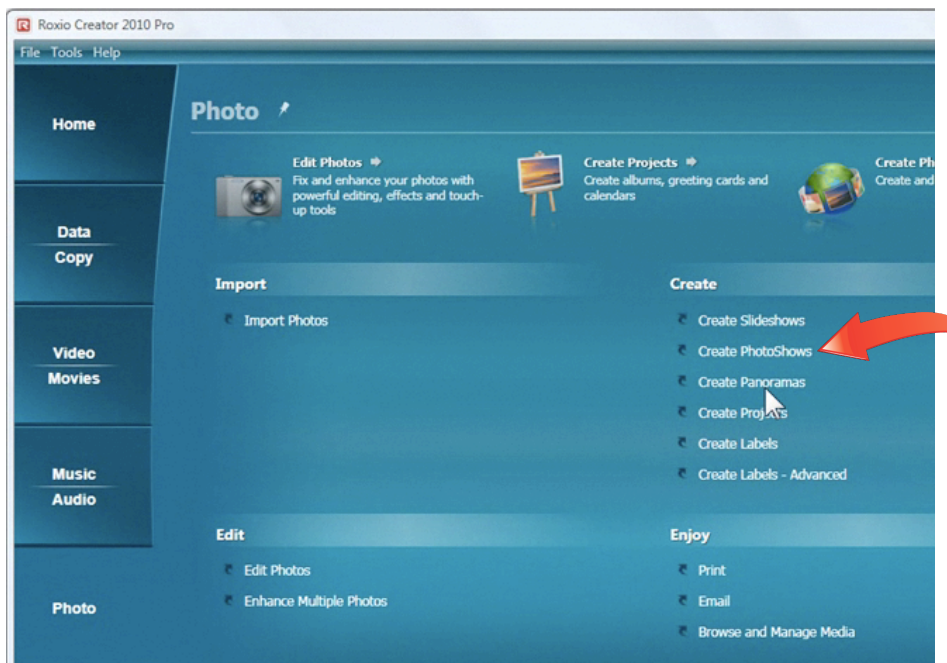 Roxio Creator 2010 Pro
File Tools Help
Home
Data
Copy
Video
Movies
Music
Audio
Photo
Photo
Edit Photos
Fix and enhance your photos with
powerful editing, effects and touch-
up tools
Create Projects
Create albums, greeting cards and
calendars
Create Ph
Create and
Import
Import Photos
Create
Create Slideshows
Create PhotoShows
Create Panoramas
Create Projects
Create Labels
Create Labels - Advanced
Edit
Edit Photos
Enhance Multiple Photos
Enjoy
Print
Email
Browse and Manage Media